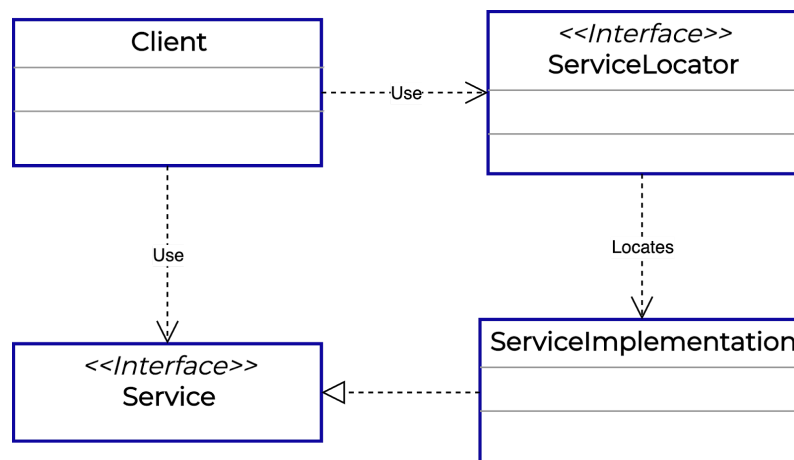 Client
<<Interface>>
ServiceLocator
Use
Use
Locates
<<Interface>>
Service
ServiceImplementation